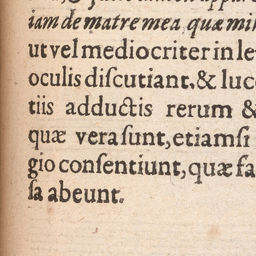 iam de matre mea quæ mih
ut vel mediocriter in le
oculis diſcutiant, & luc
tiis adductis rerum &
quæ vera ſunt, etiamſi
gio conſentiunt, quæ fa
ſa abeunt.